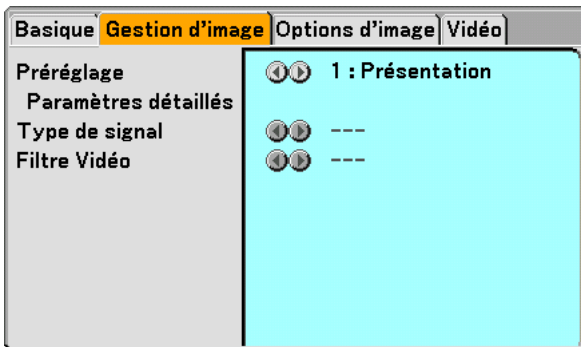 Basique Gestion d'image Options d'image Vidéo
Préréglage 1 : Présentation
Paramètres détaillés
Type de signal ---
Filtre Vidéo ---